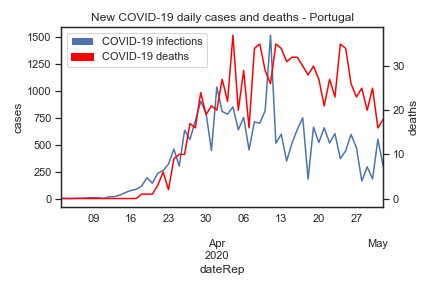 New COVID-19 daily cases and deaths - Portugal
COVID-19 infections
COVID-19 deaths
cases
1500
1250
1000
750
500
250
0
deaths
30
20
10
0
09 16 23 30 06 13 20 27
Apr May
2020
dateRep